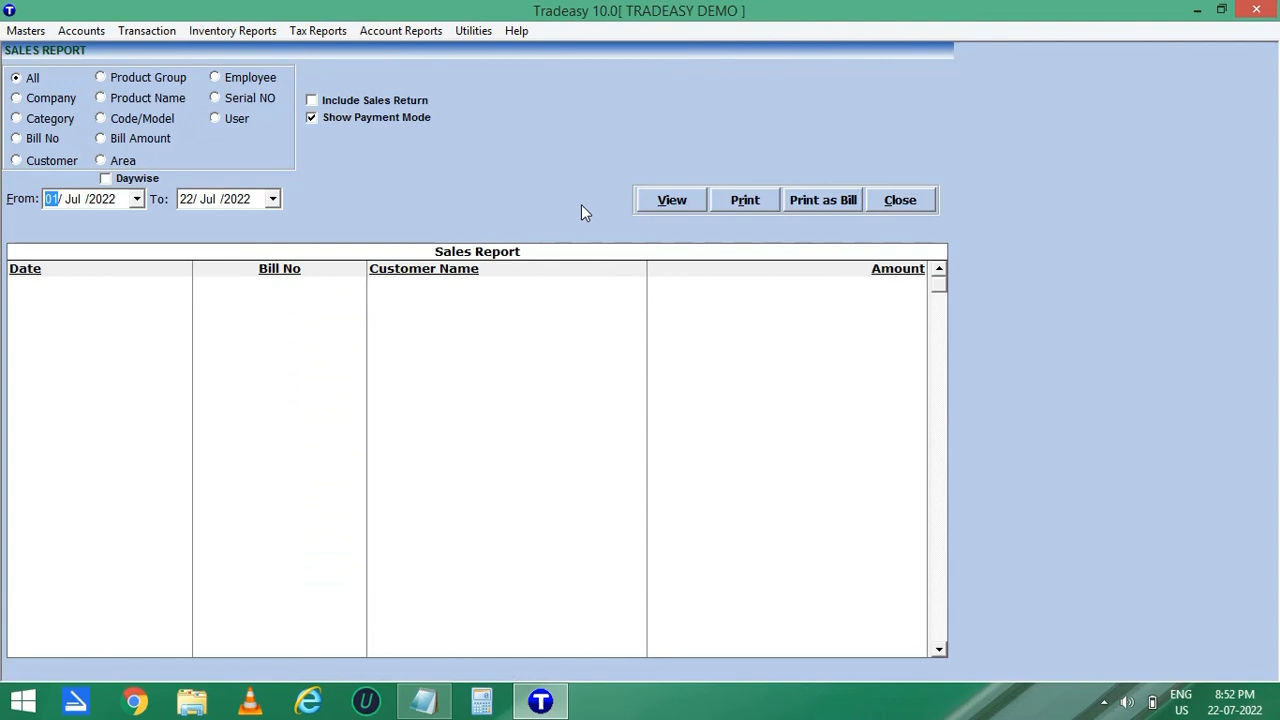 Tradeasy 10.0[ TRADEASY DEMO ]
Masters Accounts Transaction Inventory Reports Tax Reports Account Reports Utilities Help
SALES REPORT
All Product Group Employee
Company Product Name Serial NO
Category Code/Model User
Bill No Bill Amount
Customer Area
Include Sales Return
Show Payment Mode
Daywise
From: 01/ Jul /2022 To: 22/ Jul /2022
View Print Print as Bill Close
Sales Report
Date Bill No Customer Name Amount
ENG 8:52 PM
US 22-07-2022